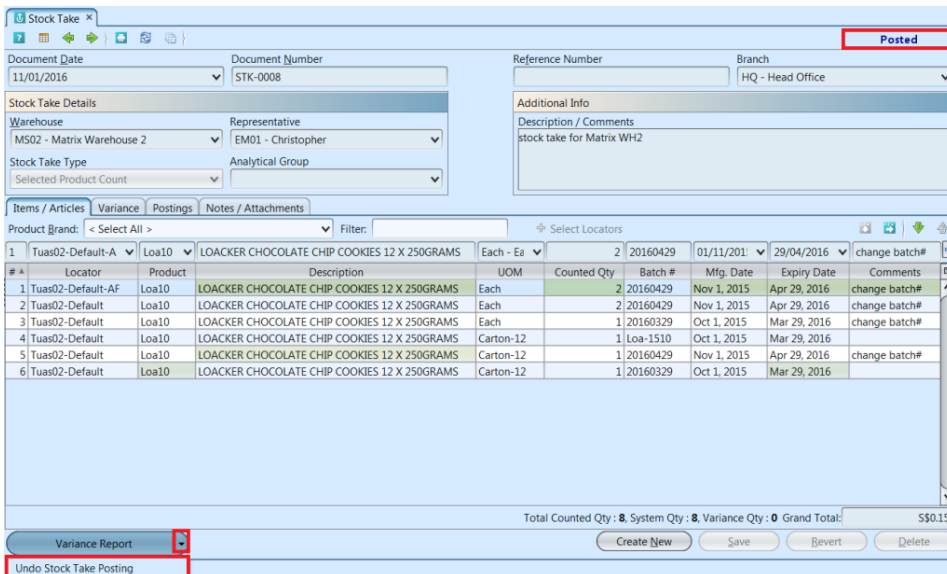 Stock Take
Posted
Document Date
Document Number
Reference Number
Branch
11/01/2016
STK-0008
HQ - Head Office
Stock Take Details
Additional Info
Warehouse
Representative
Description / Comments
MS02 - Matrix Warehouse 2
EM01 - Christopher
stock take for Matrix WH2
Stock Take Type
Analytical Group
Selected Product Count
Items / Articles Variance Postings Notes / Attachments
Product Brand: < Select All > Filter: Select Locators
1 Tuas02-Default-A Loa10 LOACKER CHOCOLATE CHIP COOKIES 12 X 250GRAMS Each - Ea 2 20160429 01/11/201 29/04/2016 change batch#
# Locator Product Description UOM Counted Qty Batch # Mfg. Date Expiry Date Comments
1 Tuas02-Default-AF Loa10 LOACKER CHOCOLATE CHIP COOKIES 12 X 250GRAMS Each 2 20160429 Nov 1, 2015 Apr 29, 2016 change batch#
2 Tuas02-Default Loa10 LOACKER CHOCOLATE CHIP COOKIES 12 X 250GRAMS Each 2 20160429 Nov 1, 2015 Apr 29, 2016 change batch#
3 Tuas02-Default Loa10 LOACKER CHOCOLATE CHIP COOKIES 12 X 250GRAMS Each 1 20160329 Oct 1, 2015 Mar 29, 2016 change batch#
4 Tuas02-Default Loa10 LOACKER CHOCOLATE CHIP COOKIES 12 X 250GRAMS Carton-12 1 Loa-1510 Oct 1, 2015 Mar 29, 2016
5 Tuas02-Default Loa10 LOACKER CHOCOLATE CHIP COOKIES 12 X 250GRAMS Carton-12 1 20160429 Nov 1, 2015 Apr 29, 2016 change batch#
6 Tuas02-Default Loa10 LOACKER CHOCOLATE CHIP COOKIES 12 X 250GRAMS Carton-12 1 20160329 Oct 1, 2015 Mar 29, 2016
Total Counted Qty : 8, System Qty : 8, Variance Qty : 0 Grand Total: S$0.15
Variance Report Create New Save Revert Delete
Undo Stock Take Posting